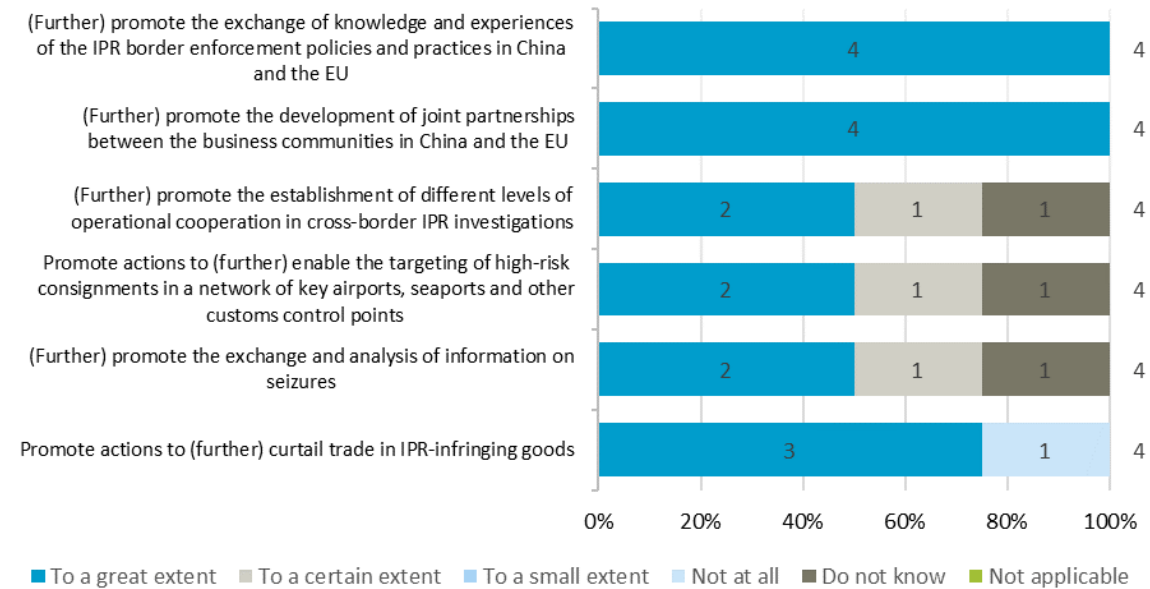 (Further) promote the exchange of knowledge and experiences
of the IPR border enforcement policies and practices in China
and the EU
4
4
(Further) promote the development of joint partnerships
between the business communities in China and the EU
4
4
(Further) promote the establishment of different levels of
operational cooperation in cross-border IPR investigations
2 1 1 4
Promote actions to (further) enable the targeting of high-risk
consignments in a network of key airports, seaports and other
customs control points
2 1 1 4
(Further) promote the exchange and analysis of information on
seizures
2 1 1 4
Promote actions to (further) curtail trade in IPR-infringing goods
3 1 4
0% 20% 40% 60% 80% 100%
To a great extent To a certain extent To a small extent Not at all Do not know Not applicable